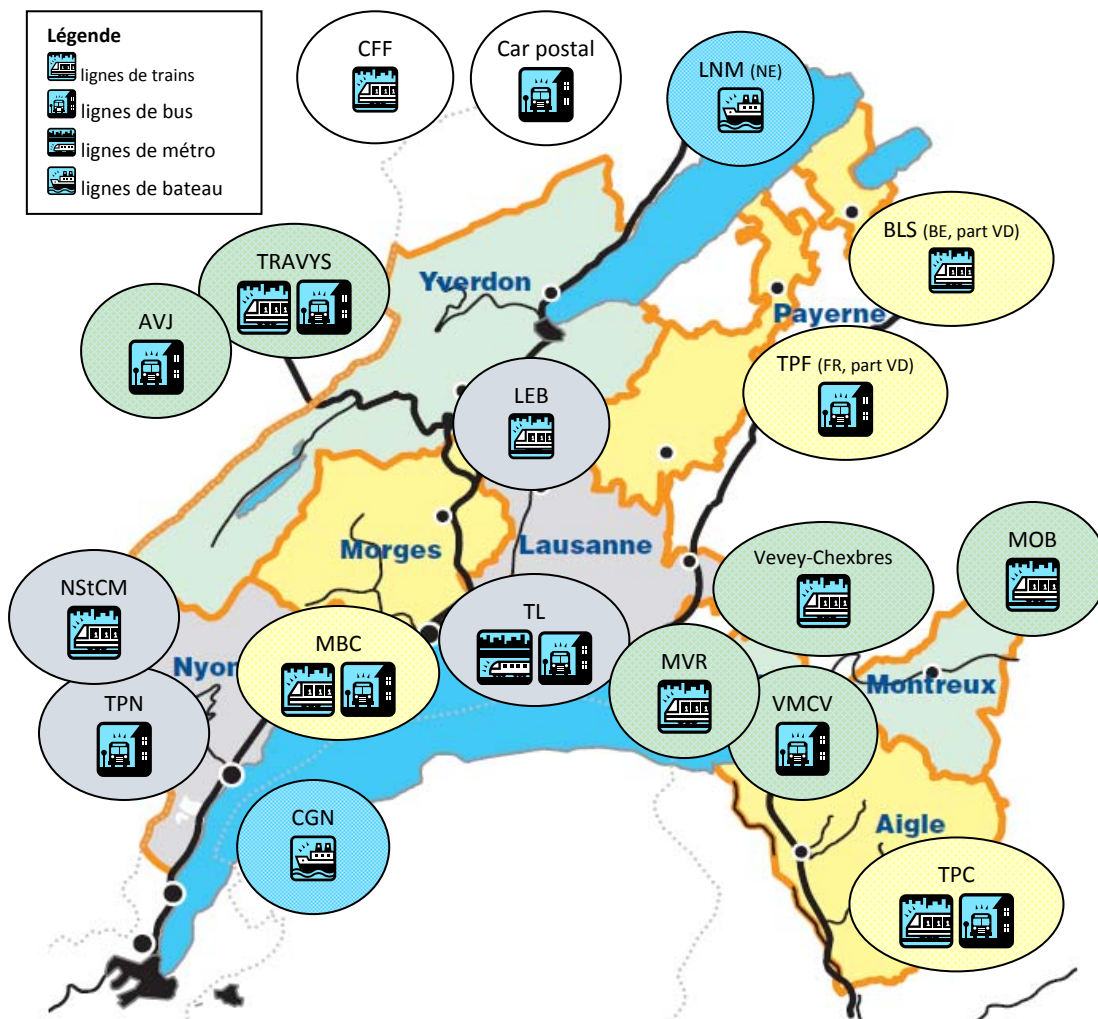 Légende
lignes de trains
lignes de bus
lignes de métro
lignes de bateau
CFF
Car postal
LNM (NE)
BLS (BE, part VD)
TRAVYS
Yverdon
AVJ
Payerne
TPF (FR, part VD)
LEB
Morges
Lausanne
Vevey-Chexbres
MOB
NStCM
TL
MBC
Nyon
MVR
Montreux
TPN
VMCV
CGN
Aigle
TPC